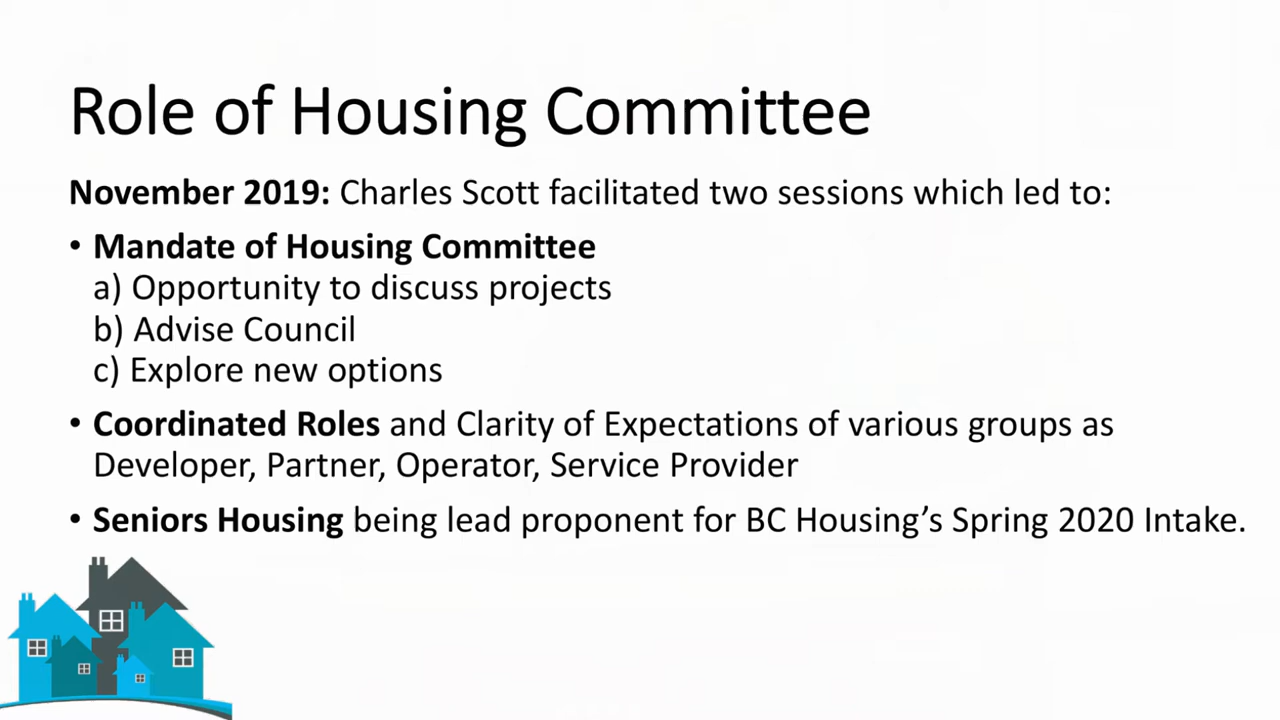 Role of Housing Committee
November 2019: Charles Scott facilitated two sessions which led to:
• Mandate of Housing Committee
a) Opportunity to discuss projects
b) Advise Council
c) Explore new options
• Coordinated Roles and Clarity of Expectations of various groups as
Developer, Partner, Operator, Service Provider
• Seniors Housing being lead proponent for BC Housing’s Spring 2020 Intake.